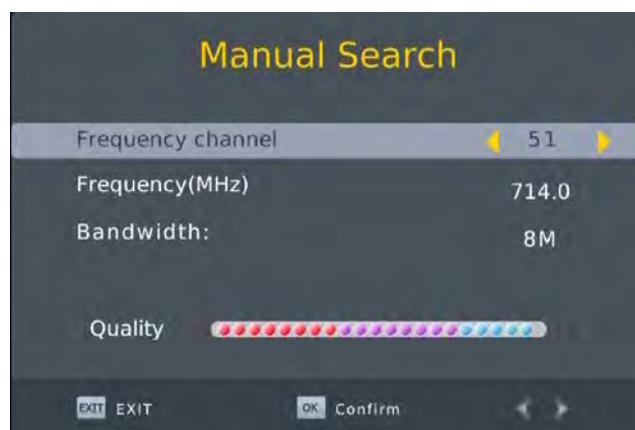 Manual Search
Frequency channel 51
Frequency(MHz) 714.0
Bandwidth: 8M
Quality
EXIT EXIT OK Confirm